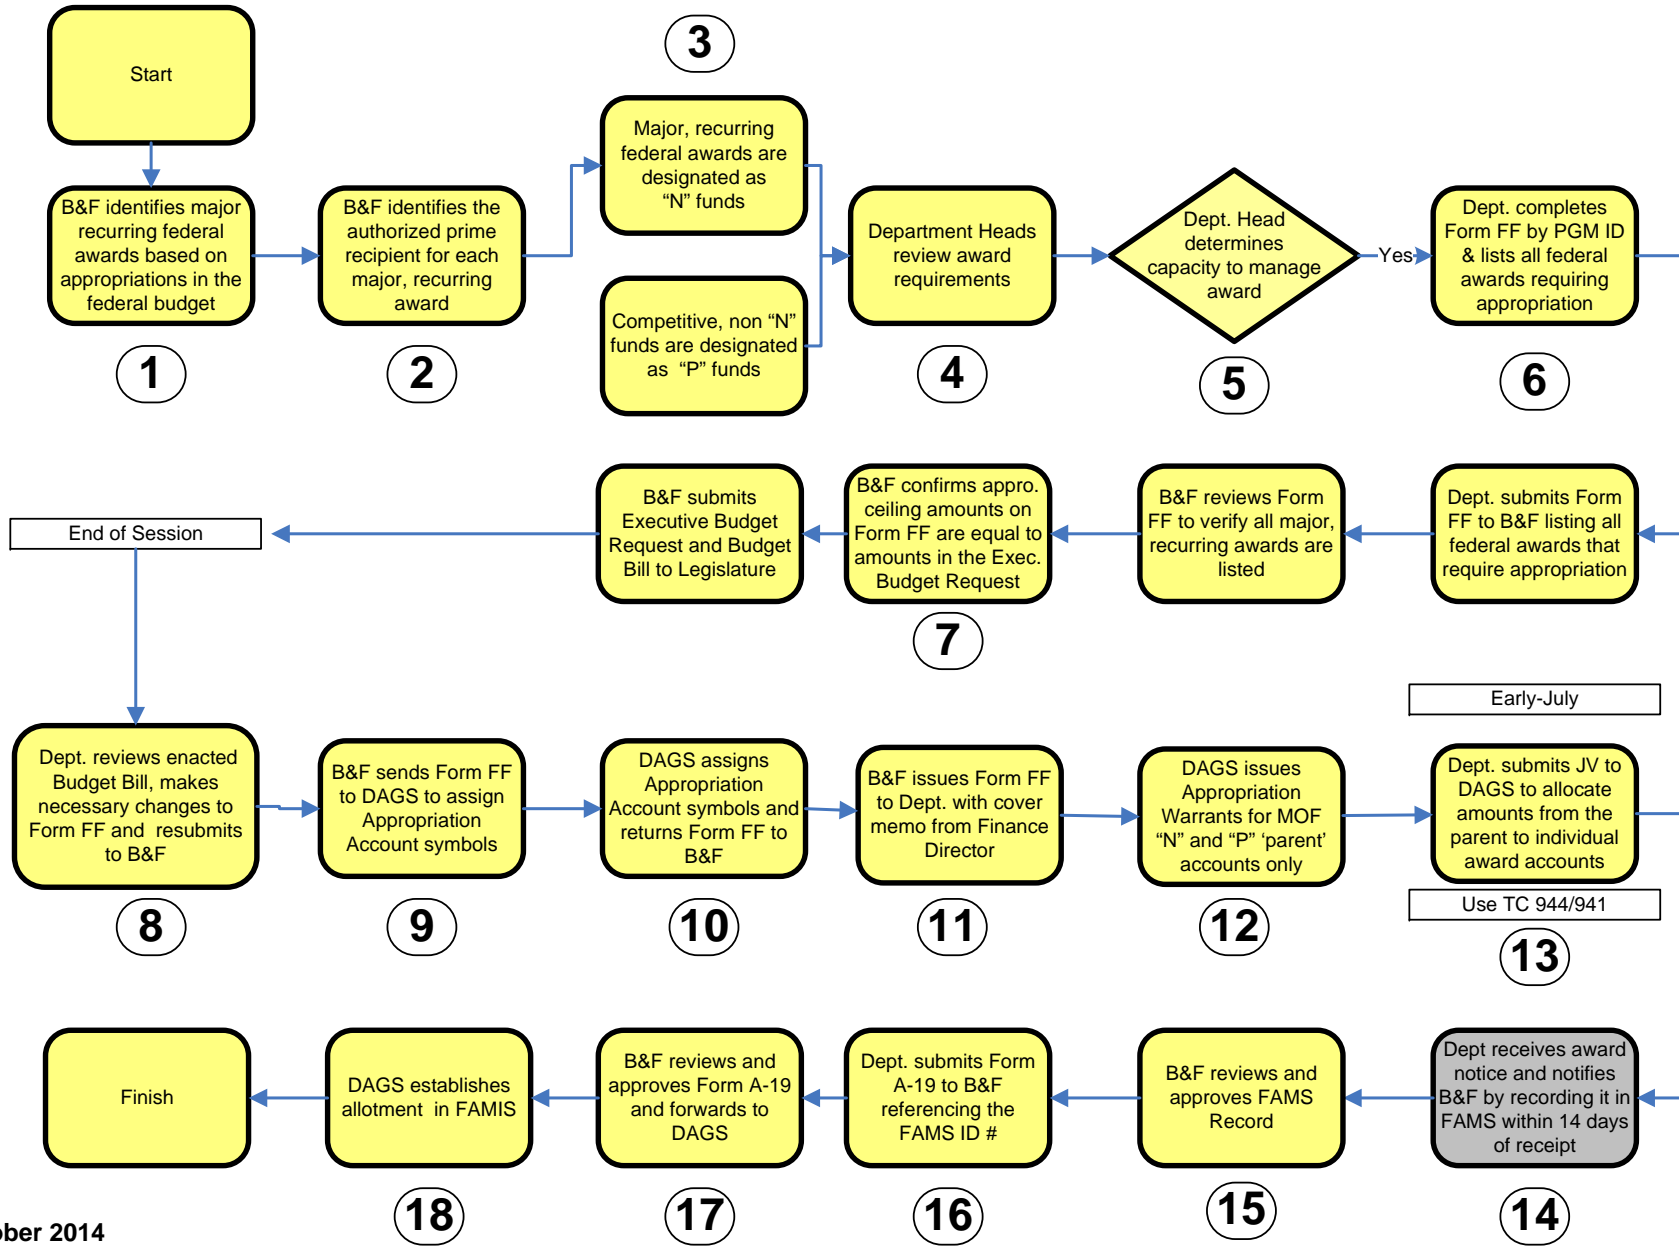 Start
3
Major, recurring
federal awards are
designated as
“N” funds
B&F identifies major
recurring federal
awards based on
appropriations in the
federal budget
B&F identifies the
authorized prime
recipient for each
major, recurring
award
Competitive, non “N”
funds are designated
as “P” funds
Department Heads
review award
requirements
Dept. Head
determines
capacity to manage
award
Yes
Dept. completes
Form FF by PGM ID
& lists all federal
awards requiring
appropriation
1
2
4
5
6
End of Session
B&F submits
Executive Budget
Request and Budget
Bill to Legislature
B&F confirms appro.
ceiling amounts on
Form FF are equal to
amounts in the Exec.
Budget Request
B&F reviews Form
FF to verify all major,
recurring awards are
listed
Dept. submits Form
FF to B&F listing all
federal awards that
require appropriation
7
Early-July
Dept. reviews enacted
Budget Bill, makes
necessary changes to
Form FF and resubmits
to B&F
B&F sends Form FF
to DAGS to assign
Appropriation
Account symbols
DAGS assigns
Appropriation
Account symbols and
returns Form FF to
B&F
B&F issues Form FF
to Dept. with cover
memo from Finance
Director
DAGS issues
Appropriation
Warrants for MOF
“N” and “P” ‘parent’
accounts only
Dept. submits JV to
DAGS to allocate
amounts from the
parent to individual
award accounts
Use TC 944/941
8
9
10
11
12
13
Finish
DAGS establishes
allotment in FAMIS
B&F reviews and
approves Form A-19
and forwards to
DAGS
Dept. submits Form
A-19 to B&F
referencing the
FAMS ID #
B&F reviews and
approves FAMS
Record
Dept receives award
notice and notifies
B&F by recording it in
FAMS within 14 days
of receipt
18
17
16
15
14
2014